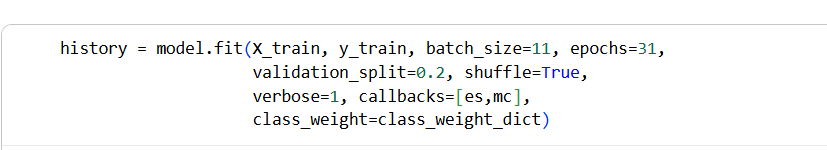 history = model.fit(X_train, y_train, batch_size=11, epochs=31,
validation_split=0.2, shuffle=True,
verbose=1, callbacks=[es,mc],
class_weight=class_weight_dict)